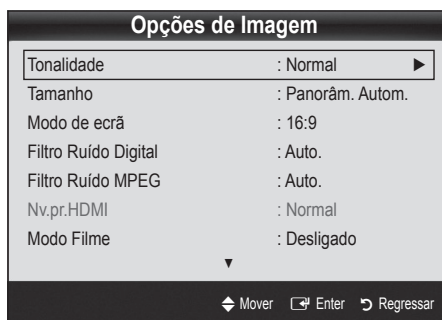 Opções de Imagem
Tonalidade : Normal ►
Tamanho : Panorâm. Autom.
Modo de ecrã : 16:9
Filtro Ruído Digital : Auto.
Filtro Ruído MPEG : Auto.
Nv.pr.HDMI : Normal
Modo Filme : Desligado
▼
Mover Enter Regressar